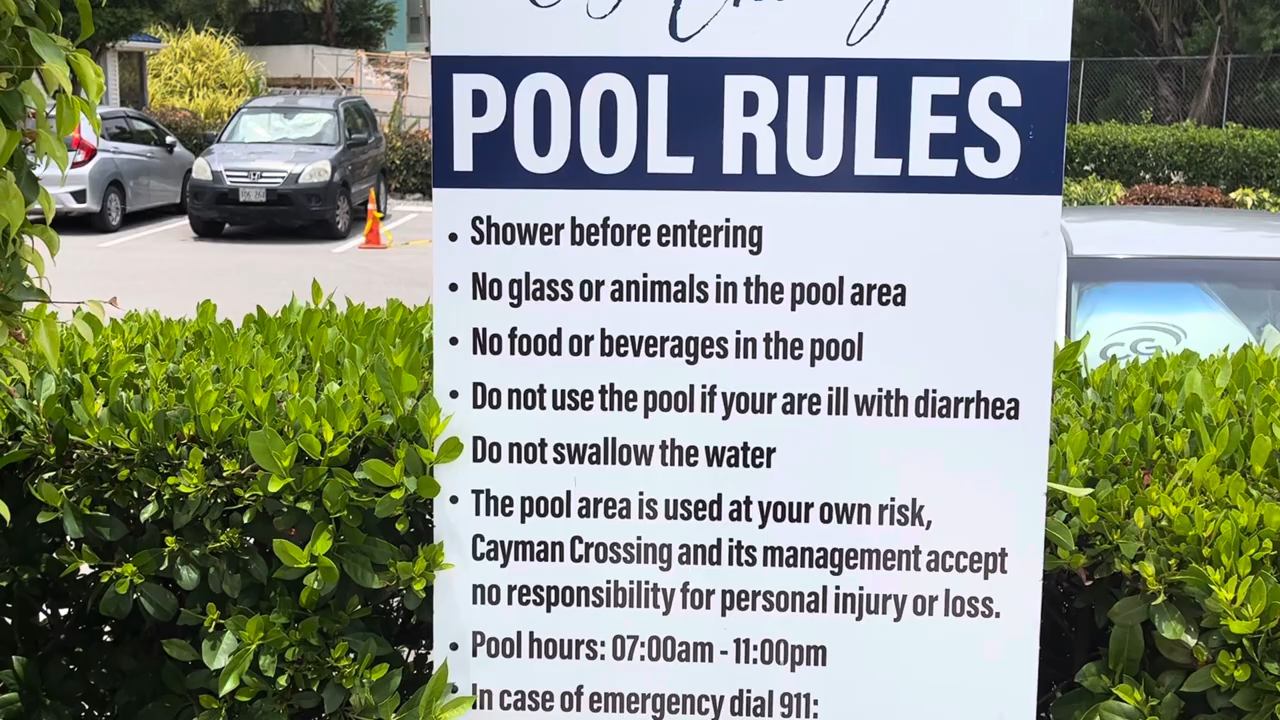 POOL RULES
• Shower before entering
• No glass or animals in the pool area
• No food or beverages in the pool
• Do not use the pool if your are ill with diarrhea
Do not swallow the water
• The pool area is used at your own risk,
Cayman Crossing and its management accept
no responsibility for personal injury or loss.
• Pool hours: 07:00am - 11:00pm
• In case of emergency dial 911:
CG